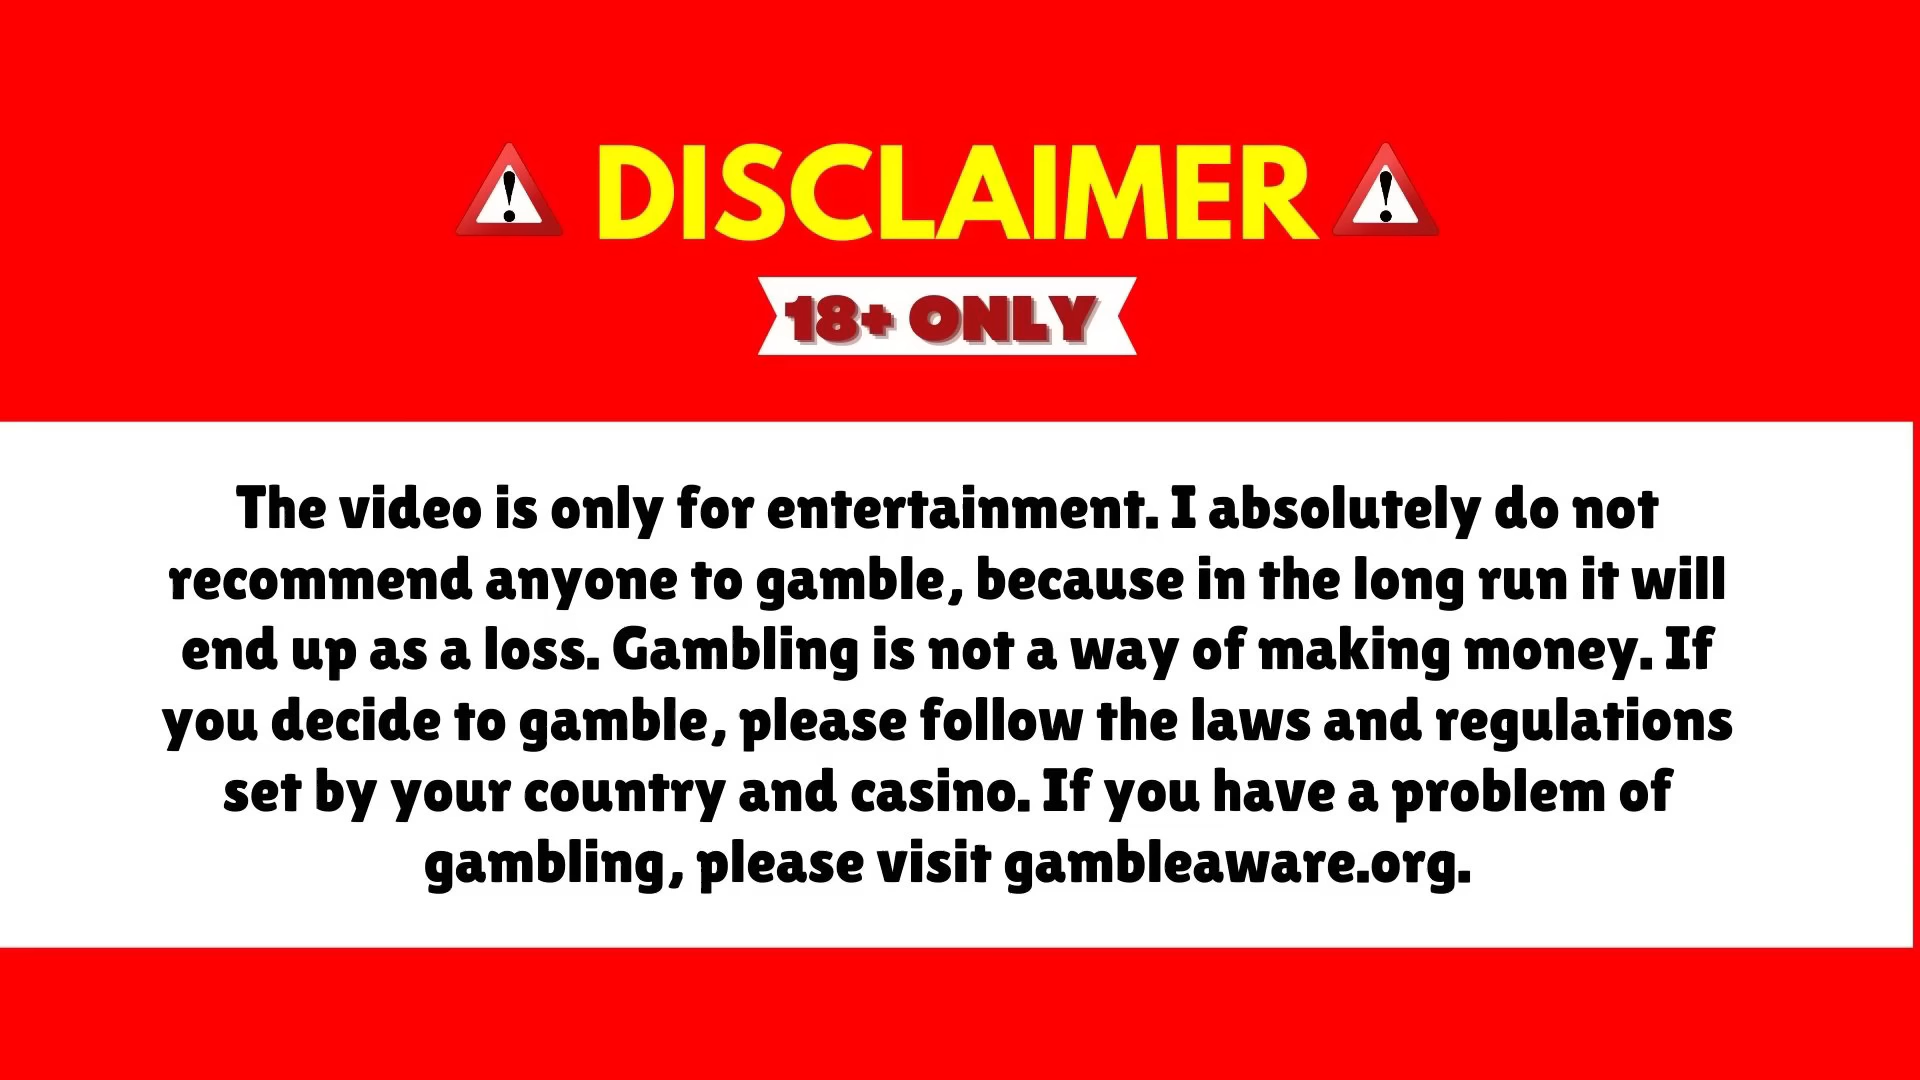 DISCLAIMER
18+ ONLY
The video is only for entertainment. I absolutely do not
recommend anyone to gamble, because in the long run it will
end up as a loss. Gambling is not a way of making money. If
you decide to gamble, please follow the laws and regulations
set by your country and casino. If you have a problem of
gambling, please visit gambleaware.org.